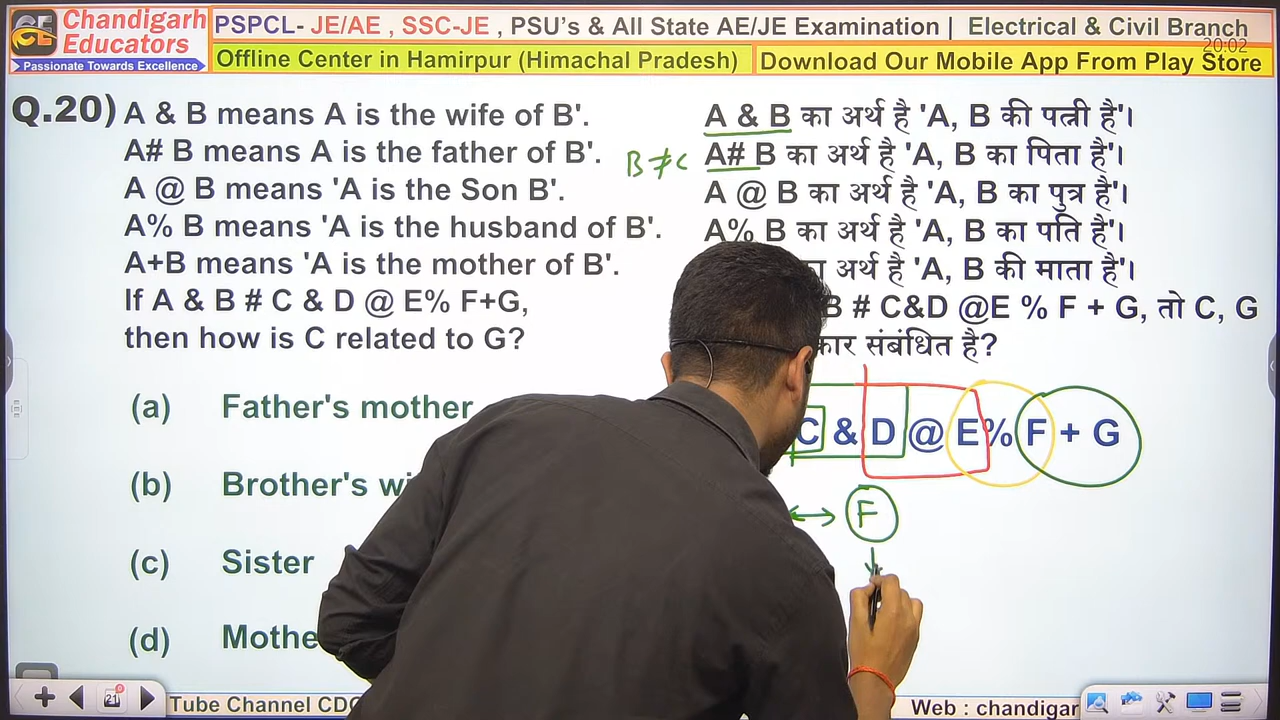 Chandigarh
Educators
Passionate Towards Excellence
PSPCL- JE/AE , SSC-JE , PSU's & All State AE/JE Examination | Electrical & Civil Branch
20:02
Offline Center in Hamirpur (Himachal Pradesh)
Download Our Mobile App From Play Store
Q.20) A & B means A is the wife of B'.
A & B का अर्थ है 'A, B की पत्नी है'।
A# B means A is the father of B'.
B ≠ C
A# B का अर्थ है 'A, B का पिता है'।
A @ B means 'A is the Son B'.
A @ B का अर्थ है 'A, B का पुत्र है'।
A% B means 'A is the husband of B'.
A% B का अर्थ है 'A, B का पति है'।
A+B means 'A is the mother of B'.
अर्थ है 'A, B की माता है'।
If A & B # C & D @ E% F+G,
B # C&D @E % F + G, तो C, G
then how is C related to G?
संबंधित है?
(a) Father's mother
C & D @ E% F + G
(b) Brother's
F
(c) Sister
(d)
21
Tube Channel
Web :